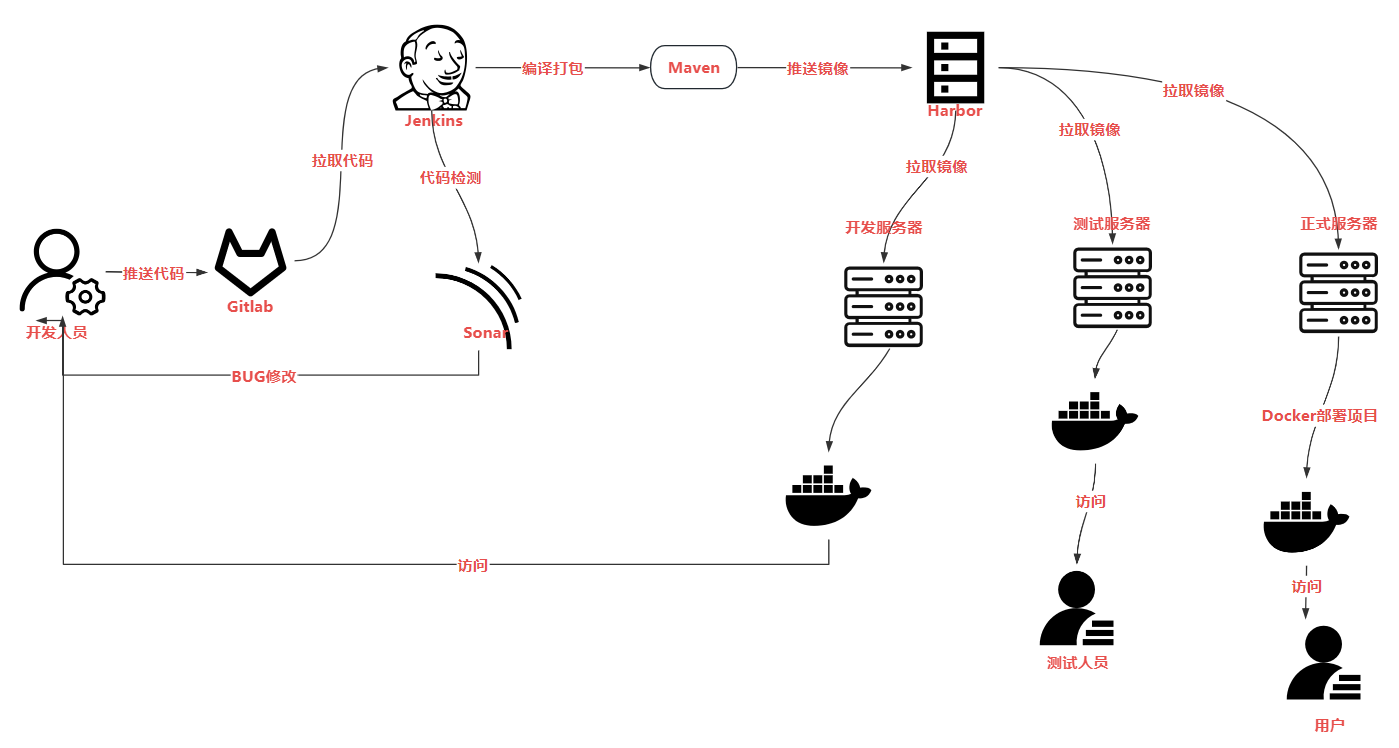 编译打包
Maven
推送镜像
Harbor
拉取镜像
Jenkins
拉取镜像
拉取代码
拉取镜像
代码检测
开发服务器
测试服务器
正式服务器
推送代码
Gitlab
开发人员
Sonar
BUG修改
Docker部署项目
访问
访问
访问
测试人员
用户